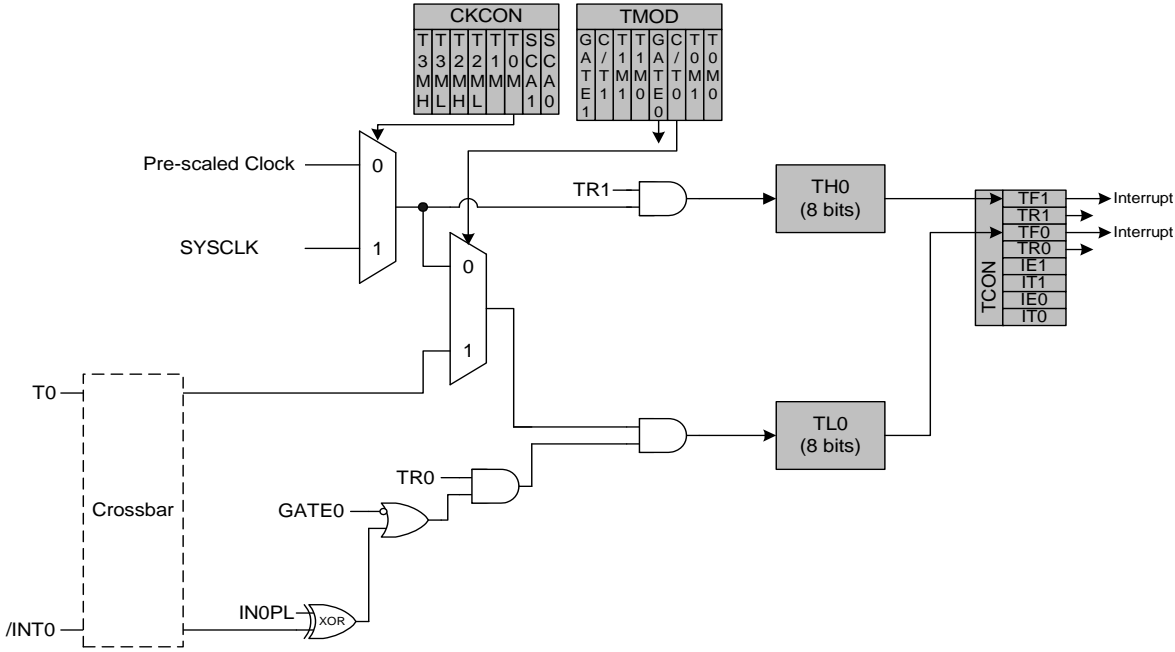 CKCON
T3MH
T3ML
T2MH
T2ML
T1M
T0M
SCA1
SCA0
TMOD
GATE1
C/T1
T1M1
T1M0
GATE0
C/T0
T0M1
T0M0
Pre-scaled Clock
0
SYSCLK
1
TR1
TH0
(8 bits)
TCON
TF1
TR1
TF0
TR0
IE1
IT1
IE0
IT0
Interrupt
Interrupt
0
1
T0
TL0
(8 bits)
TR0
Crossbar
GATE0
IN0PL
XOR
/INT0